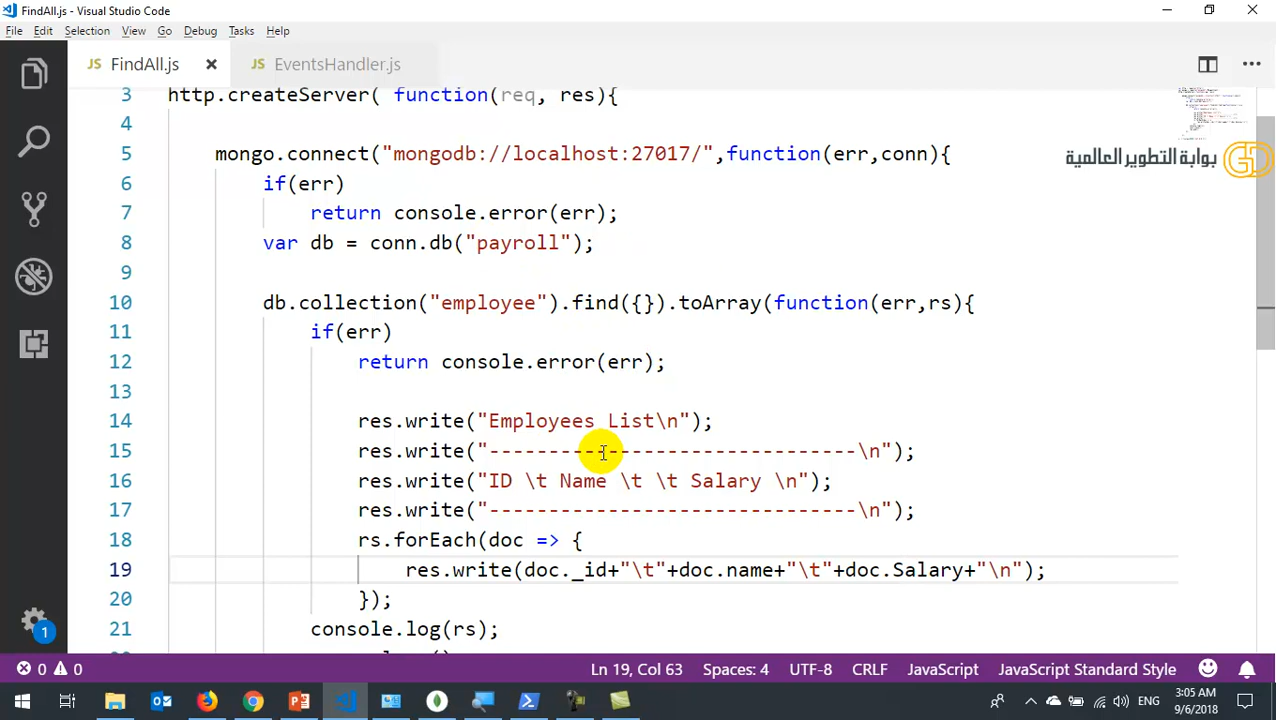 FindAll.js - Visual Studio Code
File Edit Selection View Go Debug Tasks Help
JS FindAll.js
JS EventsHandler.js
3 http.createServer( function(req, res){
4
5 mongo.connect("mongodb://localhost:27017/",function(err,conn){
بوابة التطوير العالمية
6 if(err)
7 return console.error(err);
8 var db = conn.db("payroll");
9
10 db.collection("employee").find({}).toArray(function(err,rs){
11 if(err)
12 return console.error(err);
13
14 res.write("Employees List\n");
15 res.write("-------------------------------\n");
16 res.write("ID \t Name \t \t Salary \n");
17 res.write("-------------------------------\n");
18 rs.forEach(doc => {
19 res.write(doc._id+"\t"+doc.name+"\t"+doc.Salary+"\n");
20 });
21 console.log(rs);
1
0 0 Ln 19, Col 63 Spaces: 4 UTF-8 CRLF JavaScript JavaScript Standard Style
ENG
3:05 AM
9/6/2018